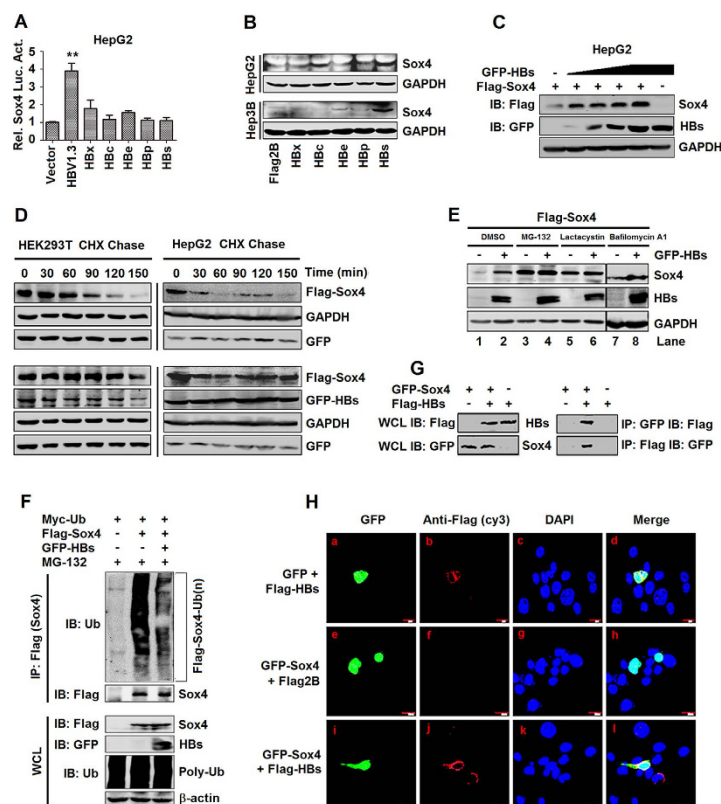 A
HepG2
Rel. Sox4 Luc. Act.
5
4
3
2
1
0
**
Vector
HBV1.3
HBx
HBc
HBe
HBp
HBs
B
HepG2
Sox4
GAPDH
Hep3B
Sox4
GAPDH
Flag2B
HBx
HBc
HBe
HBp
HBs
C
HepG2
GFP-HBs -
Flag-Sox4 + + + + + -
IB: Flag Sox4
IB: GFP HBs
GAPDH
D
HEK293T CHX Chase HepG2 CHX Chase
0 30 60 90 120 150 0 30 60 90 120 150 Time (min)
Flag-Sox4
GAPDH
GFP
Flag-Sox4
GFP-HBs
GAPDH
GFP
E
Flag-Sox4
DMSO MG-132 Lactacystin Bafilomycin A1
- + - + - + - + GFP-HBs
Sox4
HBs
GAPDH
1 2 3 4 5 6 7 8 Lane
F
Myc-Ub + + +
Flag-Sox4 - + +
GFP-HBs - - +
MG-132 + + +
IP: Flag (Sox4)
IB: Ub
Flag-Sox4-Ub(n)
IB: Flag Sox4
WCL
IB: Flag Sox4
IB: GFP HBs
IB: Ub Poly-Ub
β-actin
G
GFP-Sox4 + + - + + -
Flag-HBs - + + - + +
WCL IB: Flag HBs IP: GFP IB: Flag
WCL IB: GFP Sox4 IP: Flag IB: GFP
H
GFP Anti-Flag (cy3) DAPI Merge
GFP +
Flag-HBs
a b c d
GFP-Sox4
+ Flag2B
e f g h
GFP-Sox4
+ Flag-HBs
i j k l